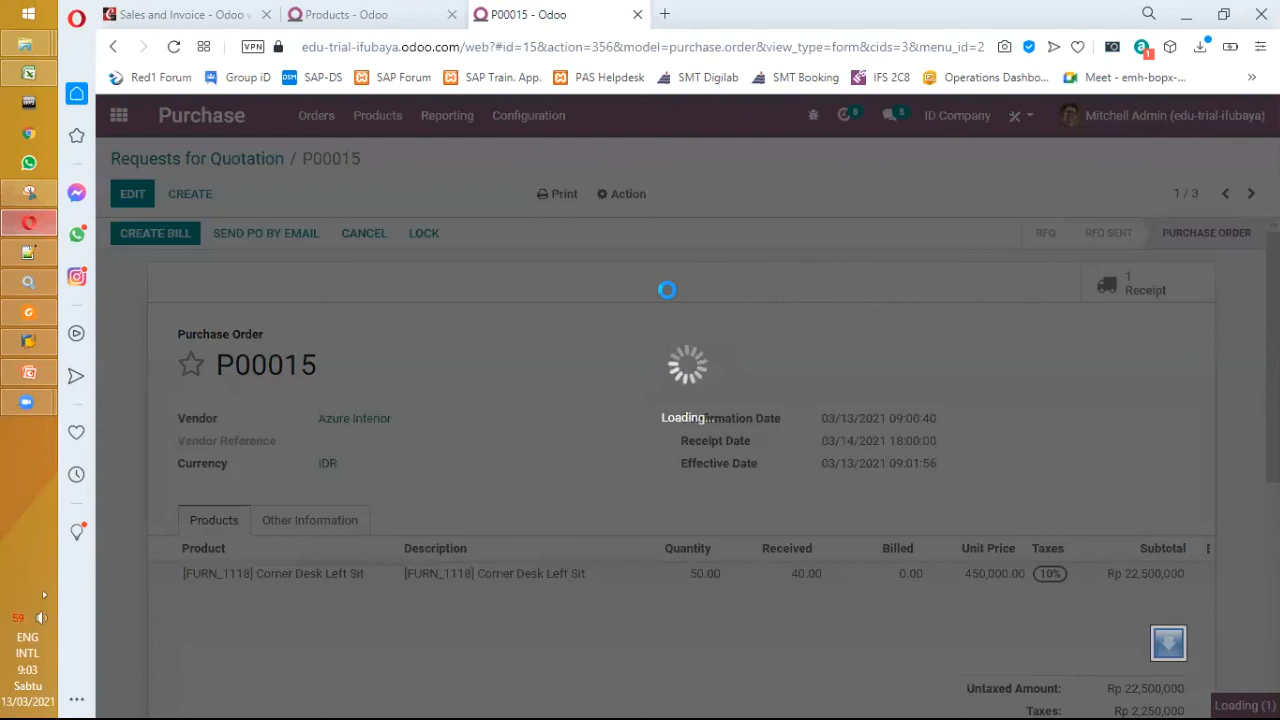 Sales and Invoice - Odoo
Products - Odoo
P00015 - Odoo
VPN
edu-trial-ifubaya.odoo.com/web?#id=15&action=356&model=purchase.order&view_type=form&cids=3&menu_id=2
1
Red1 Forum
Group iD
SAP-DS
SAP Forum
SAP Train. App.
PAS Helpdesk
SMT Digilab
SMT Booking
IFS 2C8
Operations Dashbo...
Meet - emh-bopx-...
Purchase
Orders
Products
Reporting
Configuration
5
ID Company
Mitchell Admin (edu-trial-ifubaya)
Requests for Quotation / P00015
EDIT
CREATE
Print
Action
1 / 3
CREATE BILL
SEND PO BY EMAIL
CANCEL
LOCK
RFQ
RFQ SENT
PURCHASE ORDER
1
Receipt
Purchase Order
P00015
Loading...
Vendor
Azure Interior
Confirmation Date
03/13/2021 09:00:40
Vendor Reference
Receipt Date
03/14/2021 18:00:00
Currency
IDR
Effective Date
03/13/2021 09:01:56
Products
Other Information
Product
Description
Quantity
Received
Billed
Unit Price
Taxes
Subtotal
[FURN_1118] Corner Desk Left Sit
[FURN_1118] Corner Desk Left Sit
50.00
40.00
0.00
450,000.00
10%
Rp 22,500,000
Untaxed Amount:
Rp 22,500,000
Taxes:
Rp 2,250,000
Loading (1)
59
ENG
INTL
9:03
Sabtu
13/03/2021